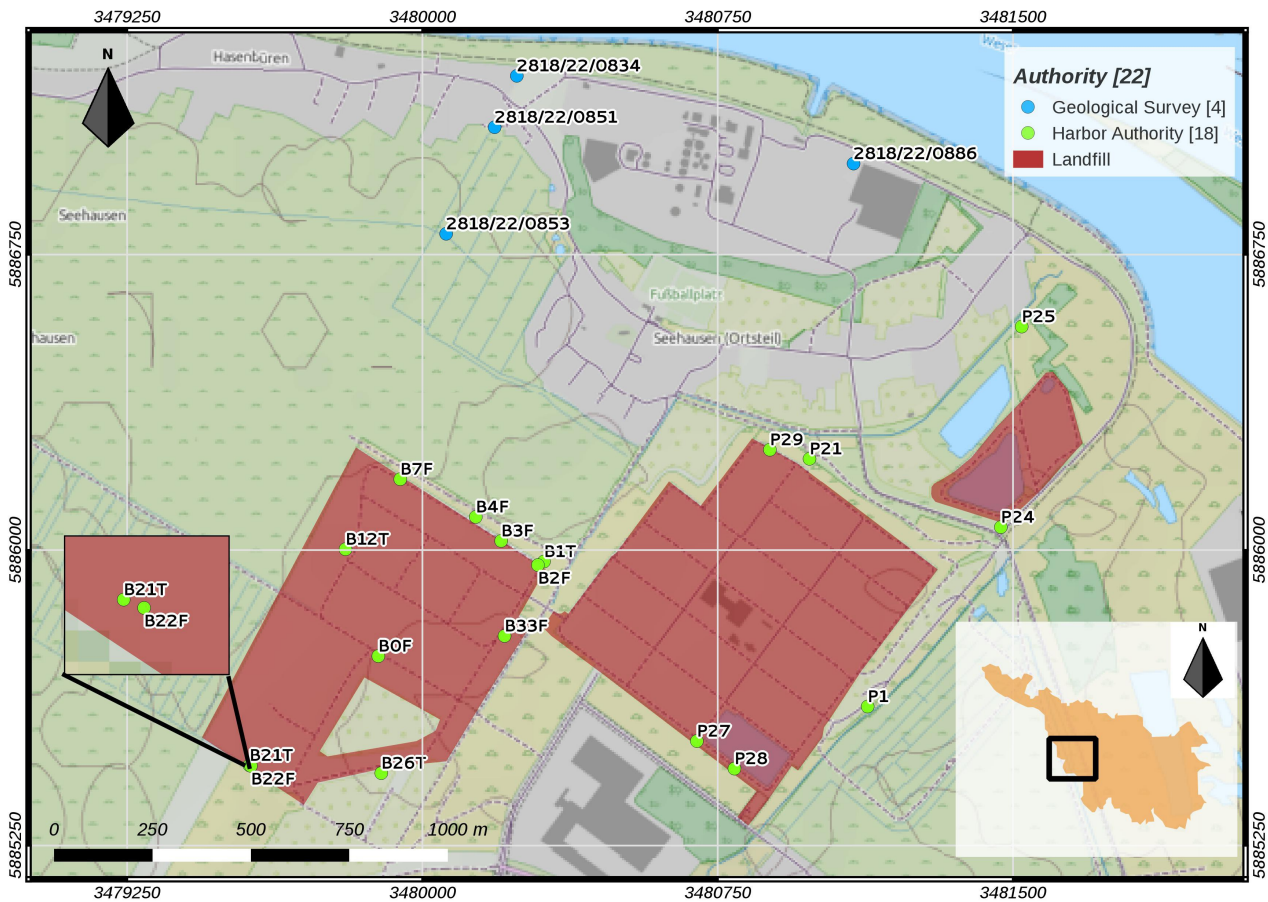 3479250 3480000 3480750 3481500
N
Hasenbüren
2818/22/0834
2818/22/0851
2818/22/0886
2818/22/0853
Authority [22]
Geological Survey [4]
Harbor Authority [18]
Landfill
Seehausen
5886750
5886750
Fußballplatz
Seehausen (Ortsteil)
hausen
P25
P29
P21
B7F
B4F
B3F
P24
B12T
B1T
B2F
5886000
5886000
B21T
B22F
B33F
B0F
N
P1
P27
B21T
B22F
B26T
P28
0 250 500 750 1000 m
5885250
5885250
3479250 3480000 3480750 3481500